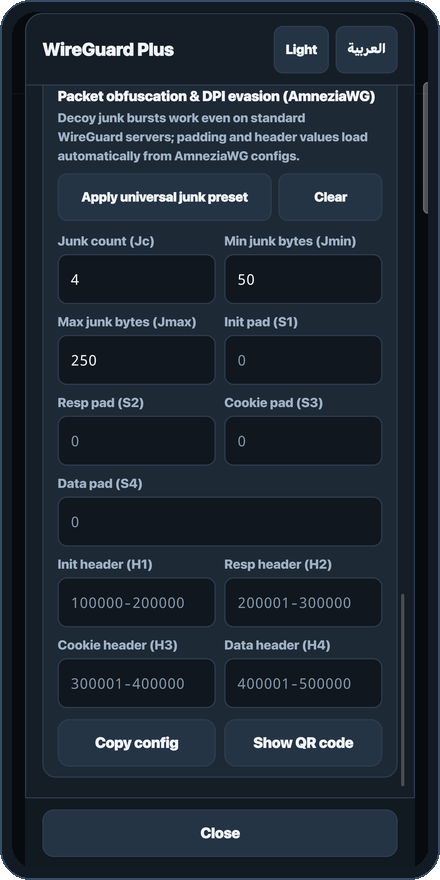 WireGuard Plus
Light
العربية
Packet obfuscation & DPI evasion (AmneziaWG)
Decoy junk bursts work even on standard
WireGuard servers; padding and header values load
automatically from AmneziaWG configs.
Apply universal junk preset
Clear
Junk count (Jc)
Min junk bytes (Jmin)
4
50
Max junk bytes (Jmax)
Init pad (S1)
250
0
Resp pad (S2)
Cookie pad (S3)
0
0
Data pad (S4)
0
Init header (H1)
Resp header (H2)
100000-200000
200001-300000
Cookie header (H3)
Data header (H4)
300001-400000
400001-500000
Copy config
Show QR code
Close